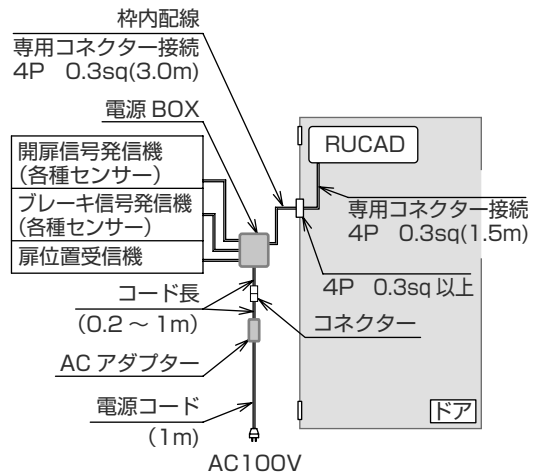 枠内配線
専用コネクター接続
4P 0.3sq(3.0m)
電源 BOX
開扉信号発信機
(各種センサー)
ブレーキ信号発信機
(各種センサー)
扉位置受信機
RUCAD
専用コネクター接続
4P 0.3sq(1.5m)
4P 0.3sq 以上
コード長
(0.2 ～ 1m)
コネクター
AC アダプター
電源コード
(1m)
ドア
AC100V